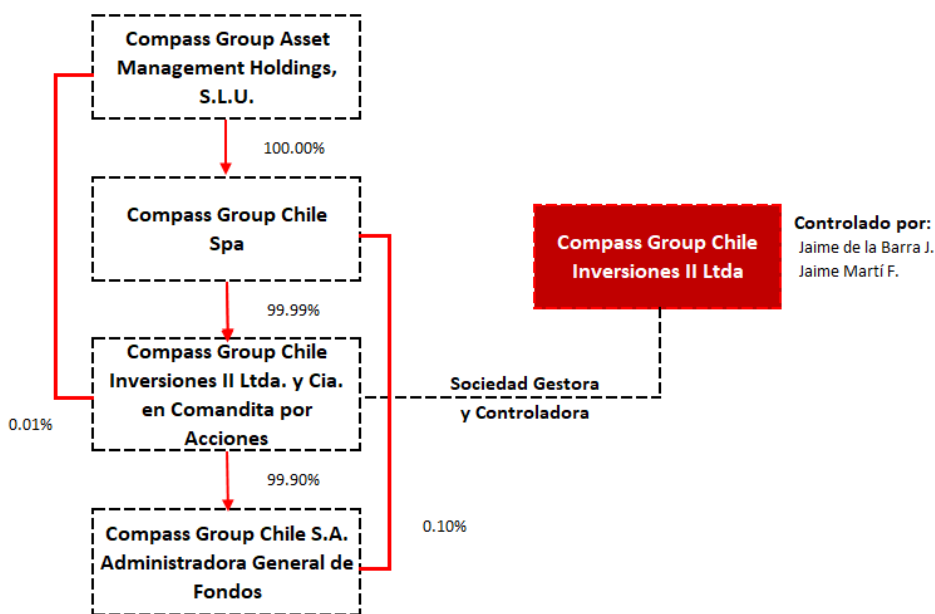 Compass Group Asset
Management Holdings,
S.L.U.
100.00%
Compass Group Chile
Spa
Compass Group Chile
Inversiones II Ltda
Controlado por:
Jaime de la Barra J.
Jaime Martí F.
99.99%
Compass Group Chile
Inversiones II Ltda. y Cia.
en Comandita por
Acciones
Sociedad Gestora
y Controladora
0.01%
99.90%
Compass Group Chile S.A.
Administradora General de
Fondos
0.10%